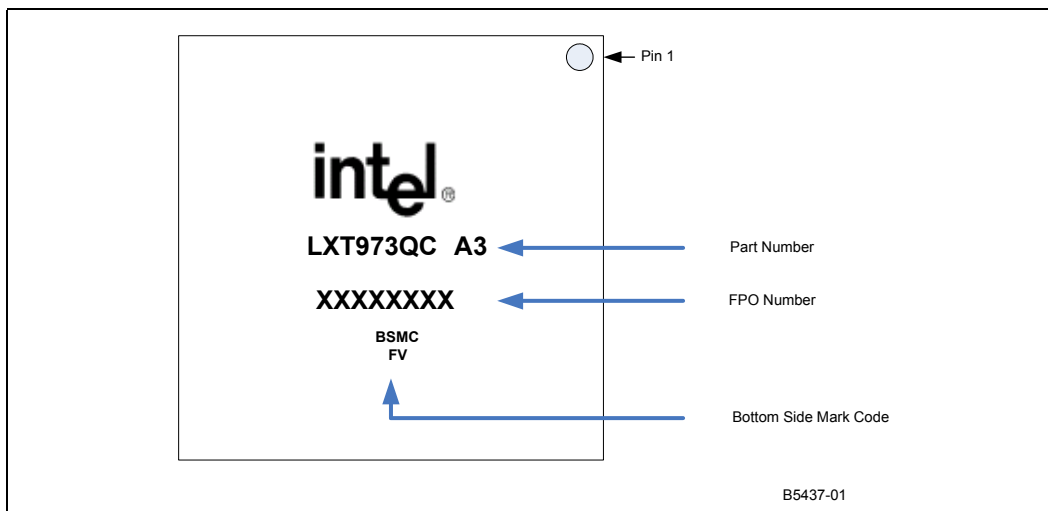 Pin 1
intel®
LXT973QC A3
Part Number
XXXXXXXX
FPO Number
BSMC
FV
Bottom Side Mark Code
B5437-01